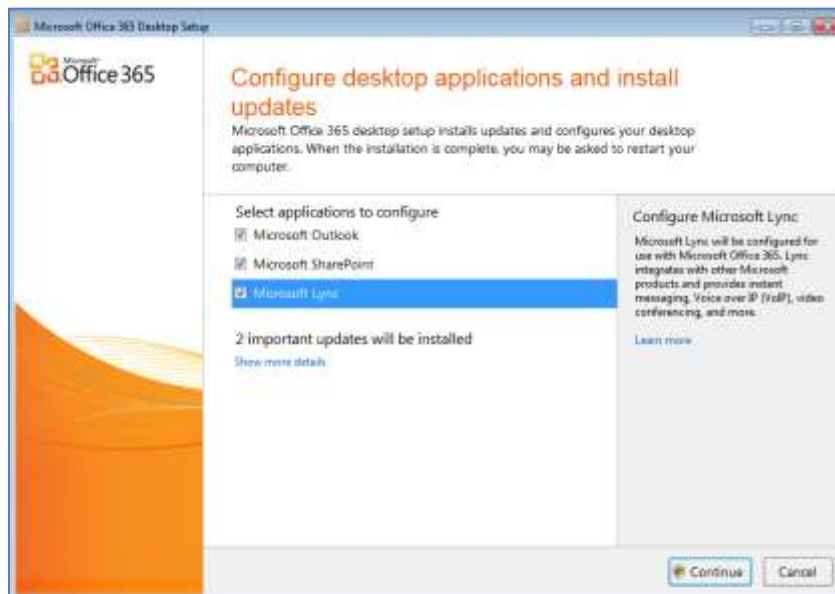 Microsoft Office 365 Desktop Setup
Microsoft
Office 365
Configure desktop applications and install
updates
Microsoft Office 365 desktop setup installs updates and configures your desktop
applications. When the installation is complete, you may be asked to restart your
computer.
Select applications to configure
Microsoft Outlook
Microsoft SharePoint
Microsoft Lync
2 important updates will be installed
Show more details
Configure Microsoft Lync
Microsoft Lync will be configured for
use with Microsoft Office 365. Lync
integrates with other Microsoft
products and provides instant
messaging, Voice over IP (VoIP), video
conferencing, and more.
Learn more
Continue
Cancel